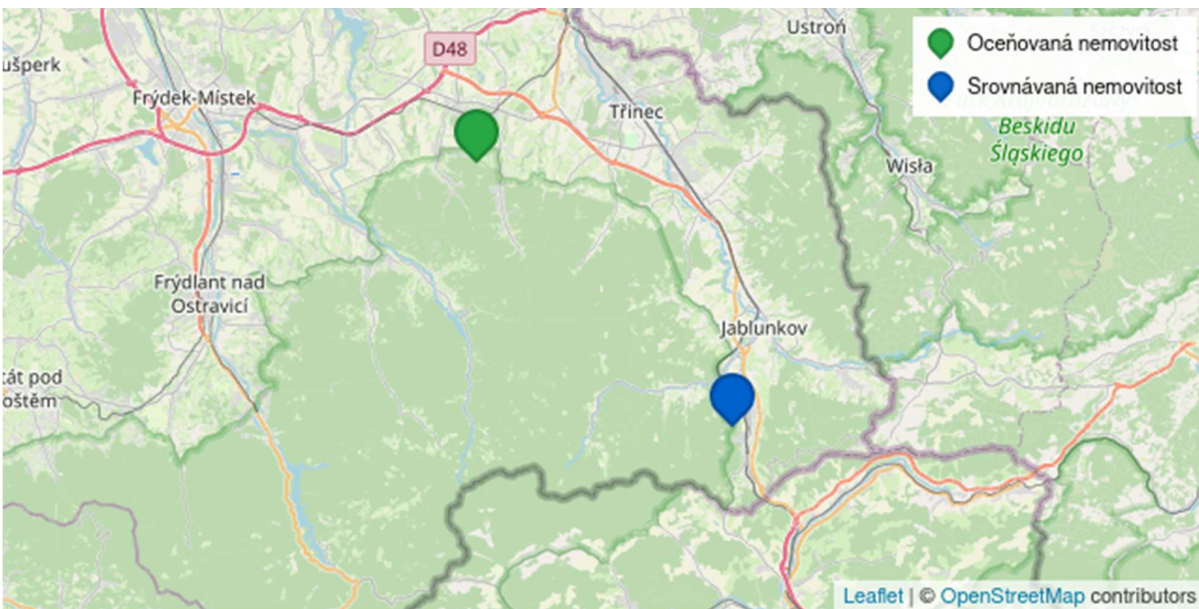 Ustroń
Oceňovaná nemovitost
Srovnávaná nemovitost
D48
ušperk
Frýdek-Místek
Třinec
Beskidu
Śląskiego
Wisła
Frýdlant nad
Ostravicí
Jablunkov
tát pod
oštěm
Leaflet | © OpenStreetMap contributors